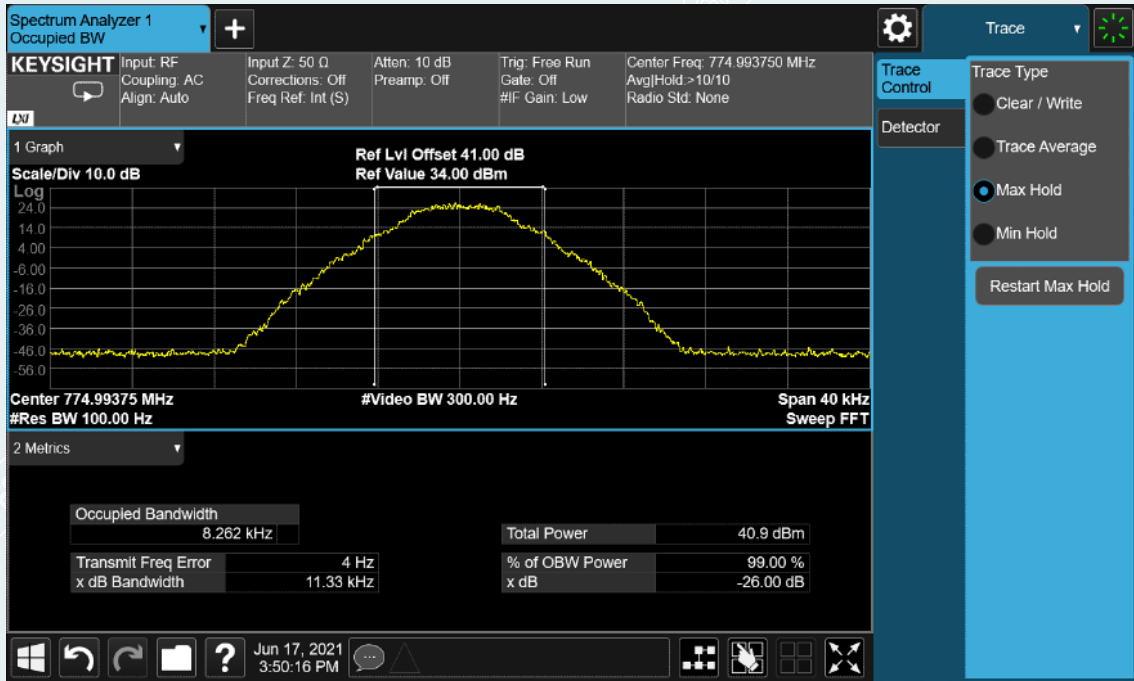 Spectrum Analyzer 1
Occupied BW
+
Trace
KEYSIGHT
LXI
Input: RF
Coupling: AC
Align: Auto
Input Z: 50 Ω
Corrections: Off
Freq Ref: Int (S)
Atten: 10 dB
Preamp: Off
Trig: Free Run
Gate: Off
#IF Gain: Low
Center Freq: 774.993750 MHz
Avg|Hold:>10/10
Radio Std: None
Trace
Control
Detector
Trace Type
Clear / Write
Trace Average
Max Hold
Min Hold
Restart Max Hold
1 Graph
Scale/Div 10.0 dB
Ref Lvl Offset 41.00 dB
Ref Value 34.00 dBm
Log
24.0
14.0
4.00
-6.00
-16.0
-26.0
-36.0
-46.0
-56.0
Center 774.99375 MHz
#Video BW 300.00 Hz
Span 40 kHz
#Res BW 100.00 Hz
Sweep FFT
2 Metrics
Occupied Bandwidth
8.262 kHz
Total Power 40.9 dBm
Transmit Freq Error 4 Hz
% of OBW Power 99.00 %
x dB Bandwidth 11.33 kHz
x dB -26.00 dB
?
Jun 17, 2021
3:50:16 PM